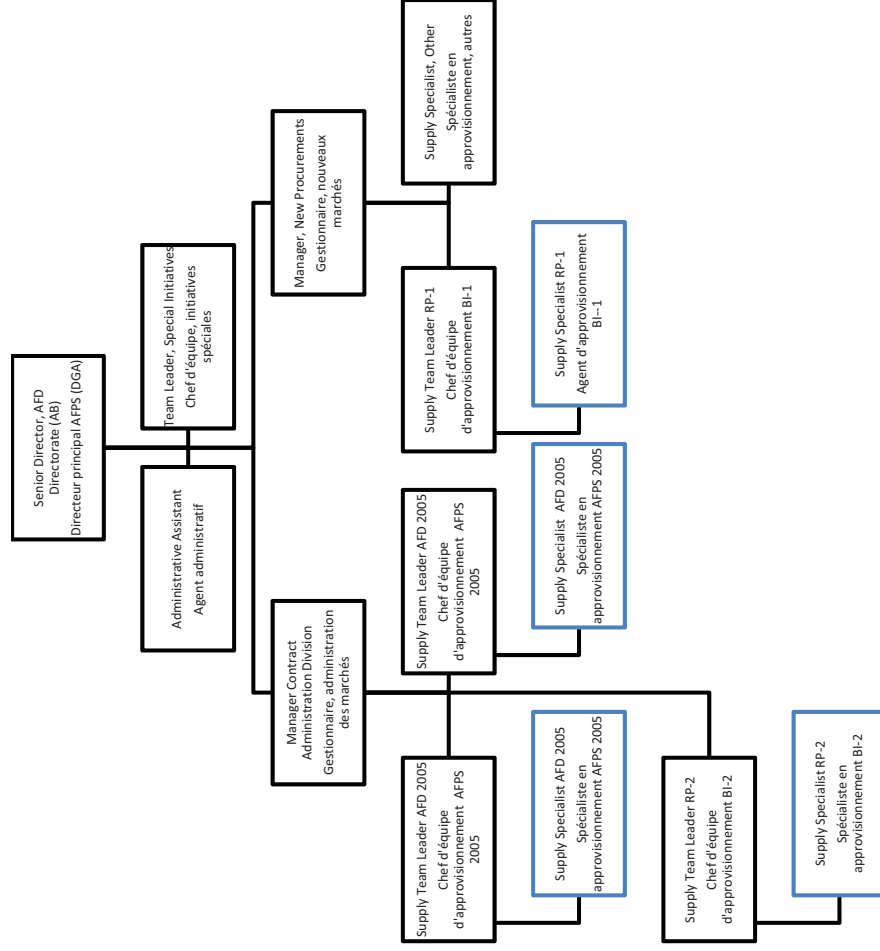 Senior Director, AFD
Directorate (AB)
Directeur principal AFPS (DGA)
Administrative Assistant
Agent administratif
Team Leader, Special Initiatives
Chef d'équipe, initiatives
spéciales
Manager Contract
Administration Division
Gestionnaire, administration
des marchés
Manager, New Procurements
Gestionnaire, nouveaux
marchés
Supply Team Leader AFD 2005
Chef d'équipe
d'approvisionnement AFPS
2005
Supply Team Leader AFD 2005
Chef d'équipe
d'approvisionnement AFPS
2005
Supply Team Leader RP-1
Chef d'équipe
d'approvisionnement BI-1
Supply Specialist, Other
Spécialiste en
approvisionnement, autres
Supply Specialist AFD 2005
Spécialiste en
approvisionnement AFPS 2005
Supply Specialist AFD 2005
Spécialiste en
approvisionnement AFPS 2005
Supply Specialist RP-1
Agent d'approvisionnement
BI--1
Supply Team Leader RP-2
Chef d'équipe
d'approvisionnement BI-2
Supply Specialist RP-2
Spécialiste en
approvisionnement BI-2